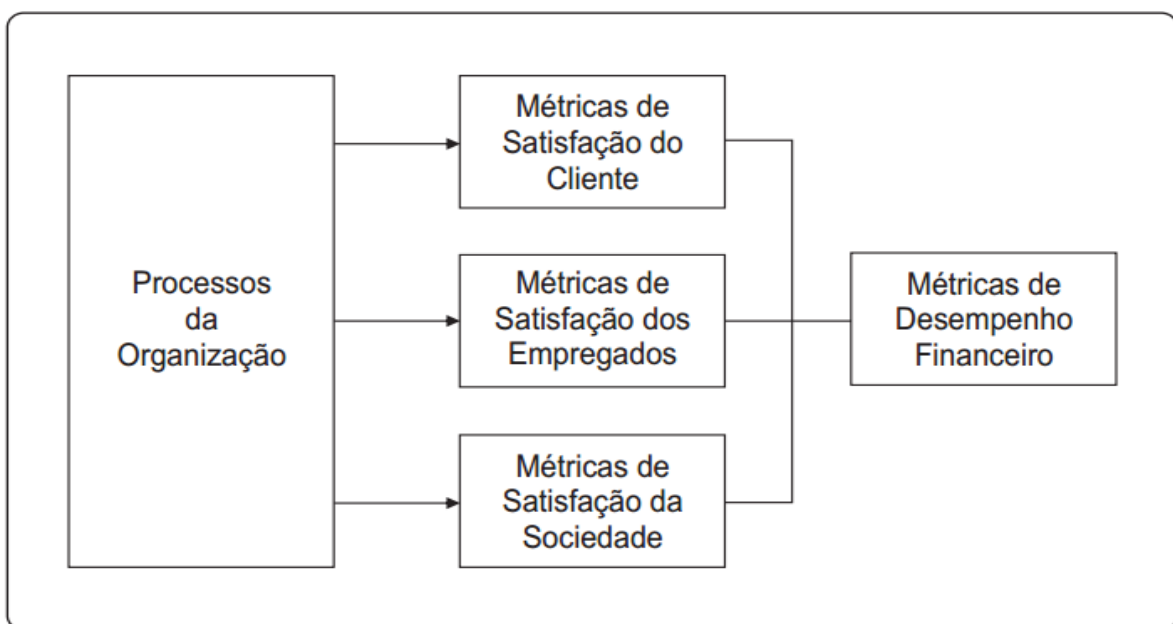 Processos
da
Organização
Métricas de
Satisfação do
Cliente
Métricas de
Satisfação dos
Empregados
Métricas de
Satisfação da
Sociedade
Métricas de
Desempenho
Financeiro